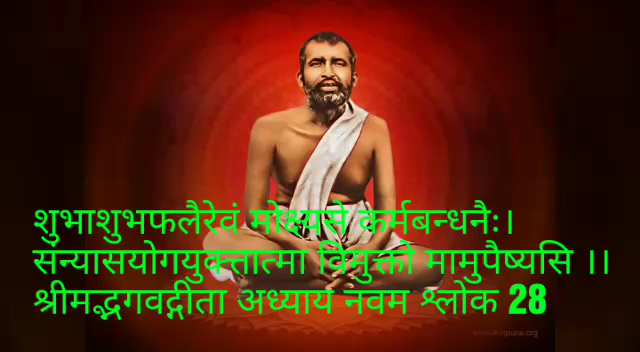 शुभाशुभफलैरेवं मोक्ष्यसे कर्मबन्धनैः।
संन्यासयोगयुक्तात्मा विमुक्तो मामुपैष्यसि ।।
श्रीमद्भगवद्गीता अध्याय नवम श्लोक 28